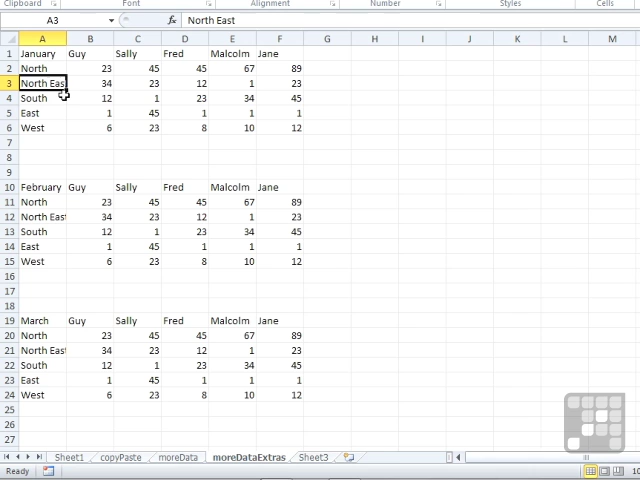 Clipboard Font Alignment Number Styles Cells
A3 fx North East
A B C D E F G H I J K L M
1 January Guy Sally Fred Malcolm Jane
2 North 23 45 45 67 89
3 North Eas 34 23 12 1 23
4 South 12 1 23 34 45
5 East 1 45 1 1 1
6 West 6 23 8 10 12
7
8
9
10 February Guy Sally Fred Malcolm Jane
11 North 23 45 45 67 89
12 North East 34 23 12 1 23
13 South 12 1 23 34 45
14 East 1 45 1 1 1
15 West 6 23 8 10 12
16
17
18
19 March Guy Sally Fred Malcolm Jane
20 North 23 45 45 67 89
21 North East 34 23 12 1 23
22 South 12 1 23 34 45
23 East 1 45 1 1 1
24 West 6 23 8 10 12
25
26
27
Sheet1 copyPaste moreData moreDataExtras Sheet3
Ready 10